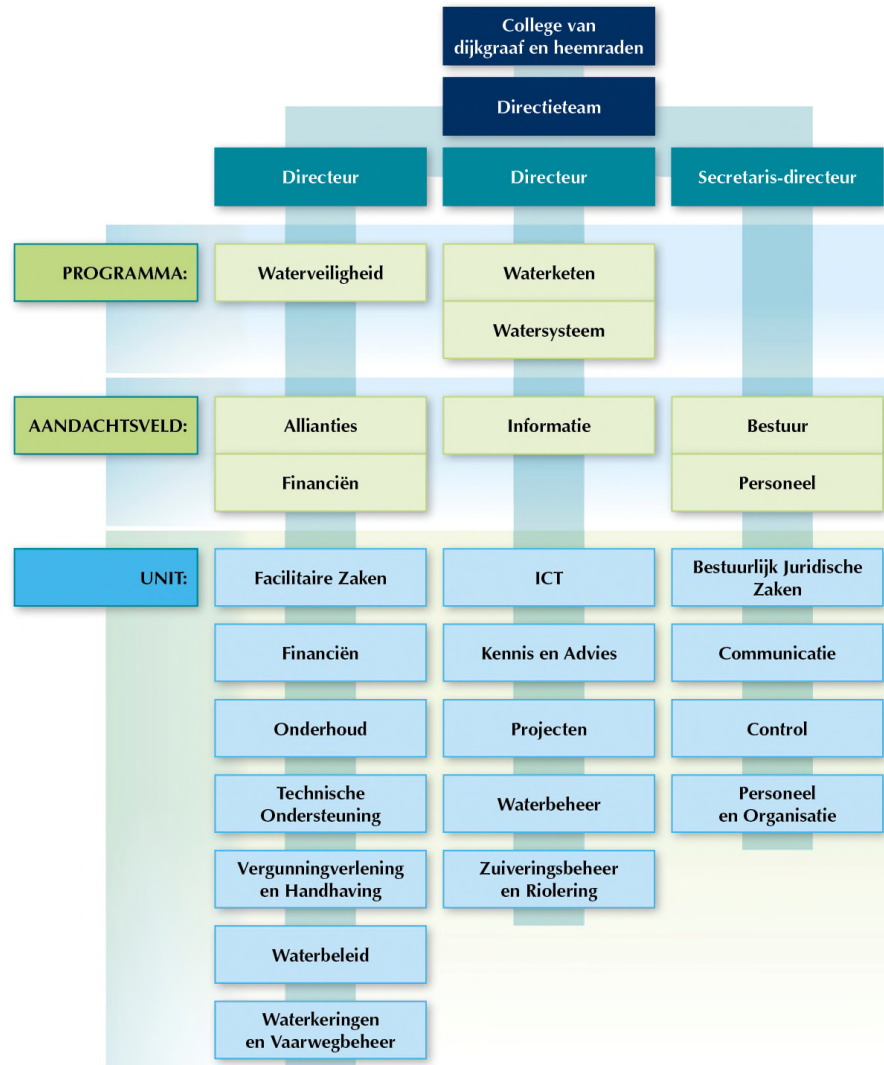 College van
dijkgraaf en heemraden
Directieteam
Directeur
Directeur
Secretaris-directeur
PROGRAMMA:
Waterveiligheid
Waterketen
Watersysteem
AANDACHTSVELD:
Allianties
Informatie
Bestuur
Financiën
Personeel
UNIT:
Facilitaire Zaken
ICT
Bestuurlijk Juridische
Zaken
Financiën
Kennis en Advies
Communicatie
Onderhoud
Projecten
Control
Technische
Ondersteuning
Waterbeheer
Personeel
en Organisatie
Vergunningverlening
en Handhaving
Zuiveringsbeheer
en Riolering
Waterbeleid
Waterkeringen
en Vaarwegbeheer